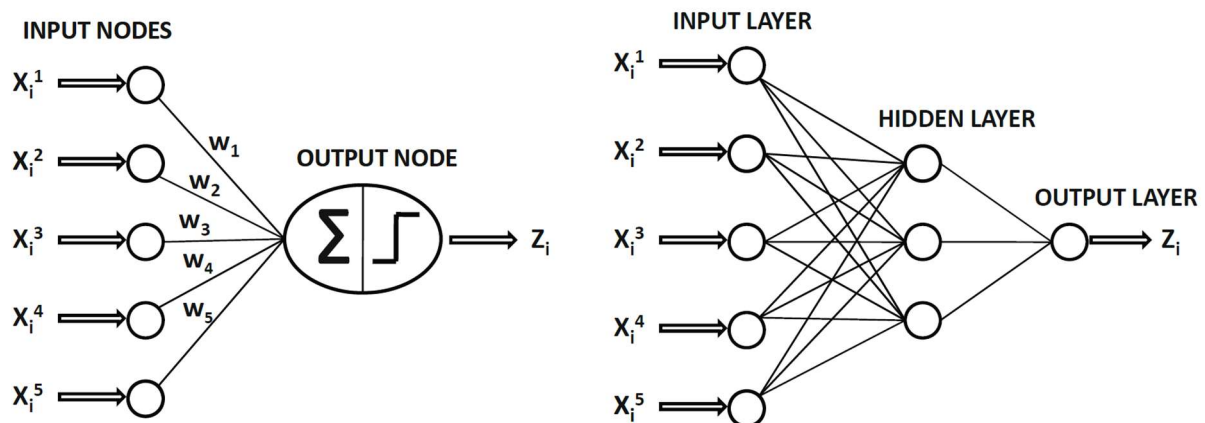 INPUT NODES
X_i^1
X_i^2
X_i^3
X_i^4
X_i^5
w_1
w_2
w_3
w_4
w_5
OUTPUT NODE
Σ
Z_i
INPUT LAYER
X_i^1
X_i^2
X_i^3
X_i^4
X_i^5
HIDDEN LAYER
OUTPUT LAYER
Z_i